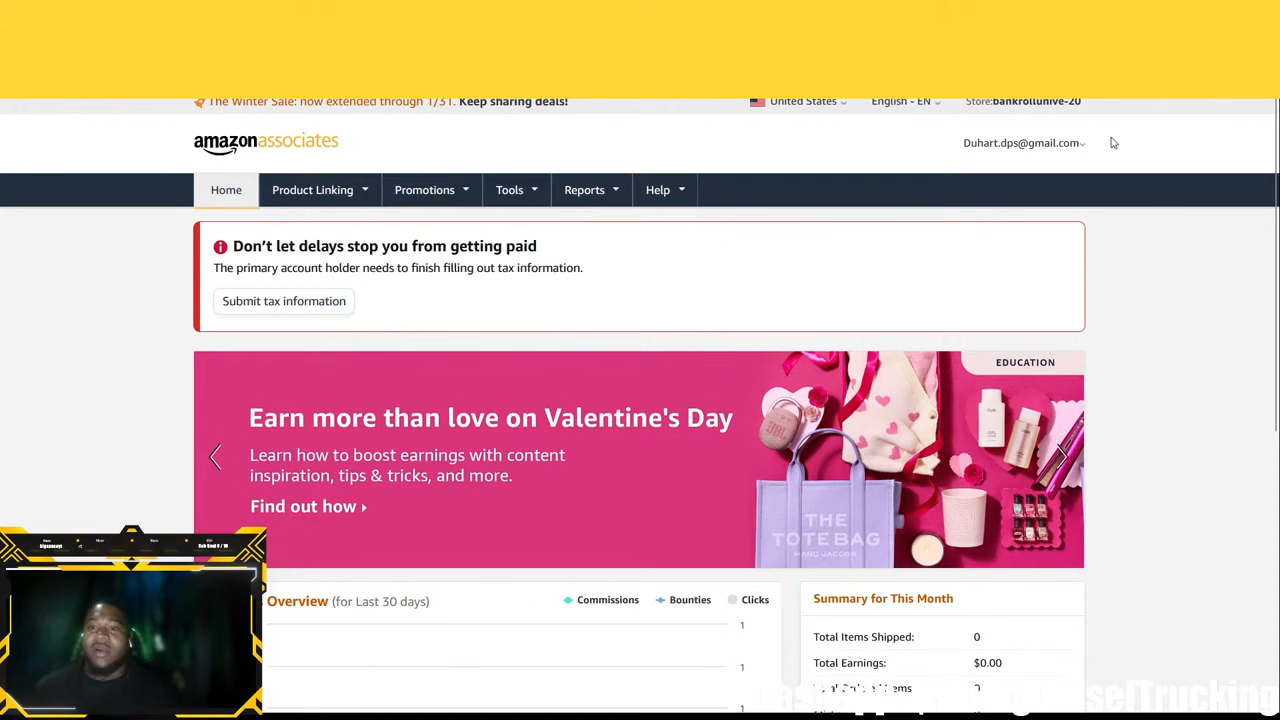 The Winter Sale: now extended through 1/31. Keep sharing deals!
United States
English - EN
Store:bankrollunive-20
amazonassociates
Duhart.dps@gmail.com
Home
Product Linking
Promotions
Tools
Reports
Help
Don’t let delays stop you from getting paid
The primary account holder needs to finish filling out tax information.
Submit tax information
EDUCATION
Earn more than love on Valentine's Day
Learn how to boost earnings with content
inspiration, tips & tricks, and more.
Find out how
JBL
THE
TOTE BAG
MARC JACOBS
Overview (for Last 30 days)
Commissions
Bounties
Clicks
1
1
1
Summary for This Month
Total Items Shipped: 0
Total Earnings: $0.00
Items 0
selTrucking